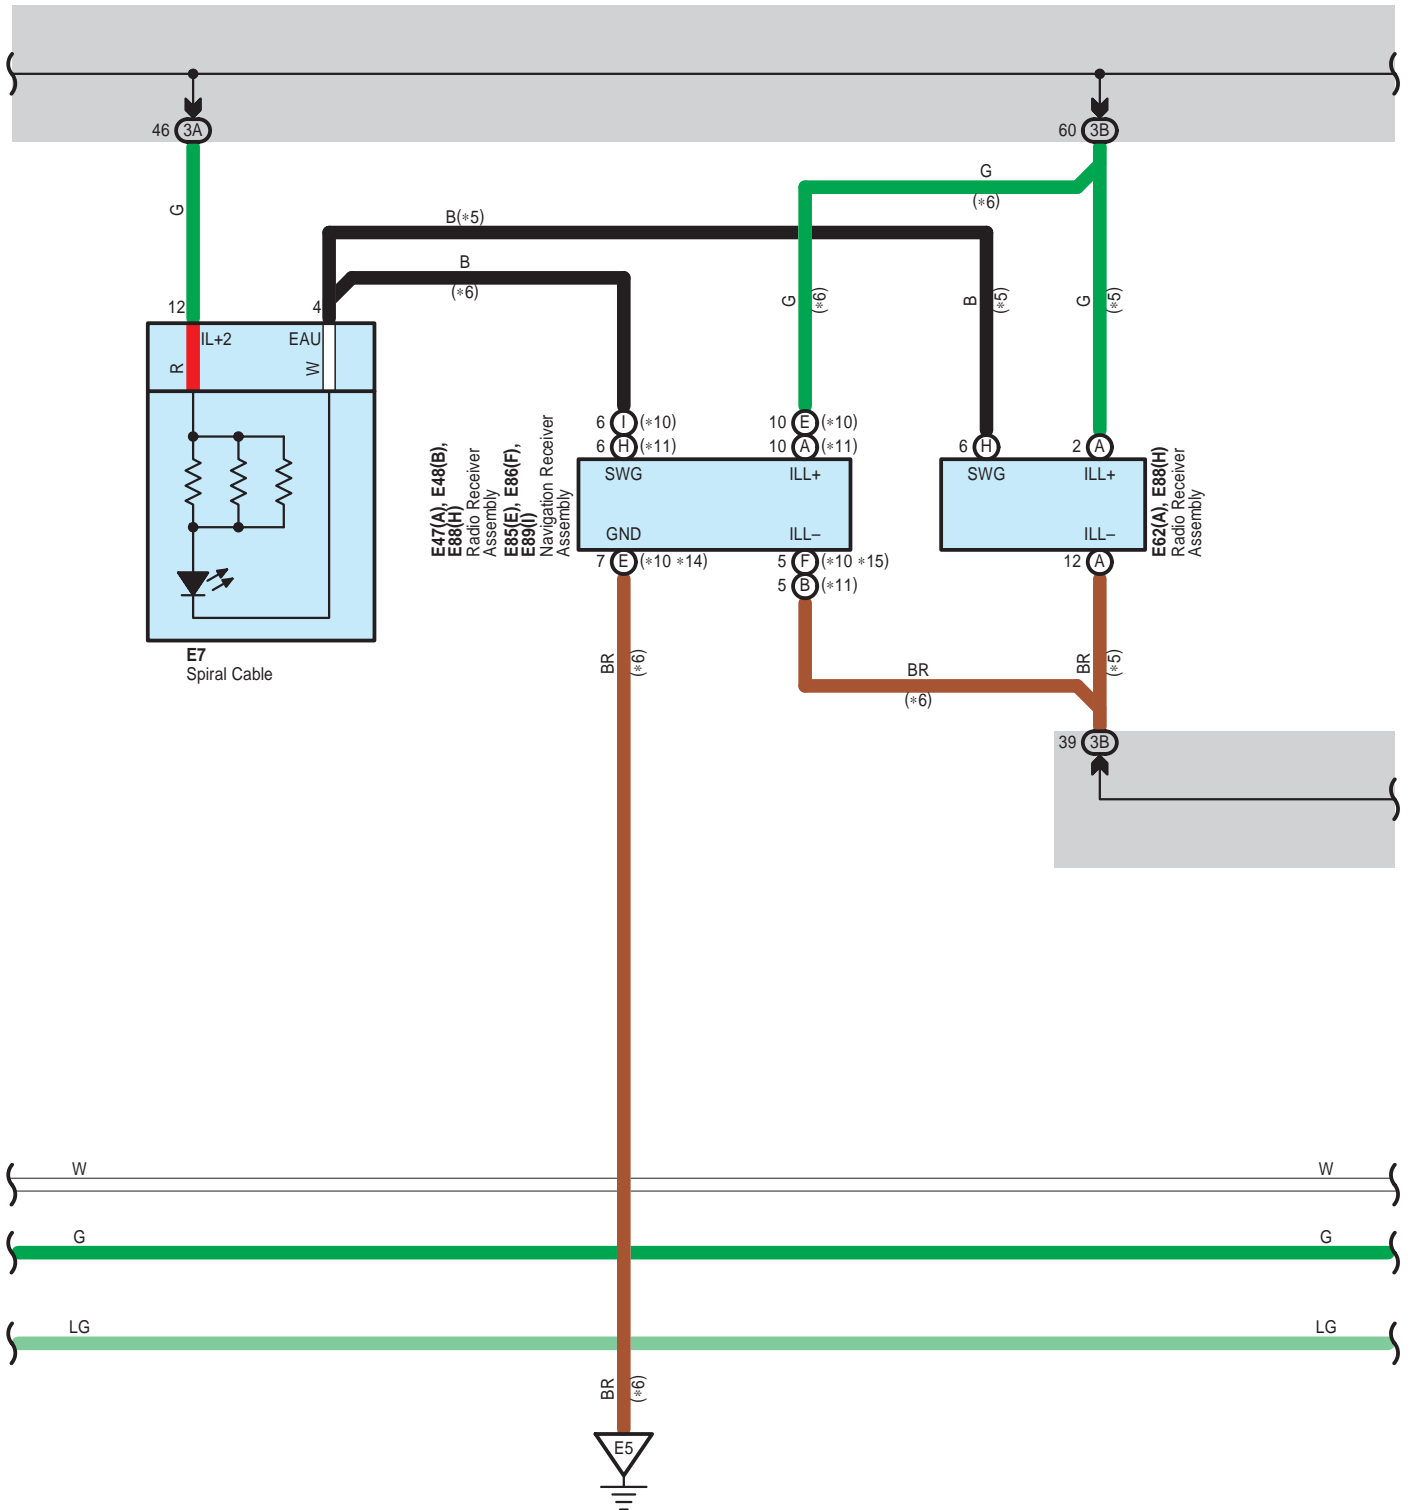 46 3A
60 3B
G
G
(*6)
B(*5)
B
(*6)
G
(*6)
B
(*5)
G
(*5)
12
4
IL+2
EAU
R
W
6 I (*10)
10 E (*10)
6 H (*11)
10 A (*11)
6 H
2 A
SWG
ILL+
SWG
ILL+
GND
ILL–
ILL–
7 E (*10 *14)
5 F (*10 *15)
12 A
5 B (*11)
E47(A), E48(B),
E88(H)
Radio Receiver
Assembly
E85(E), E86(F),
E89(I)
Navigation Receiver
Assembly
E62(A), E88(H)
Radio Receiver
Assembly
E7
Spiral Cable
BR
(*6)
BR
(*6)
BR
(*5)
39 3B
W
W
G
G
LG
LG
BR
(*6)
E5